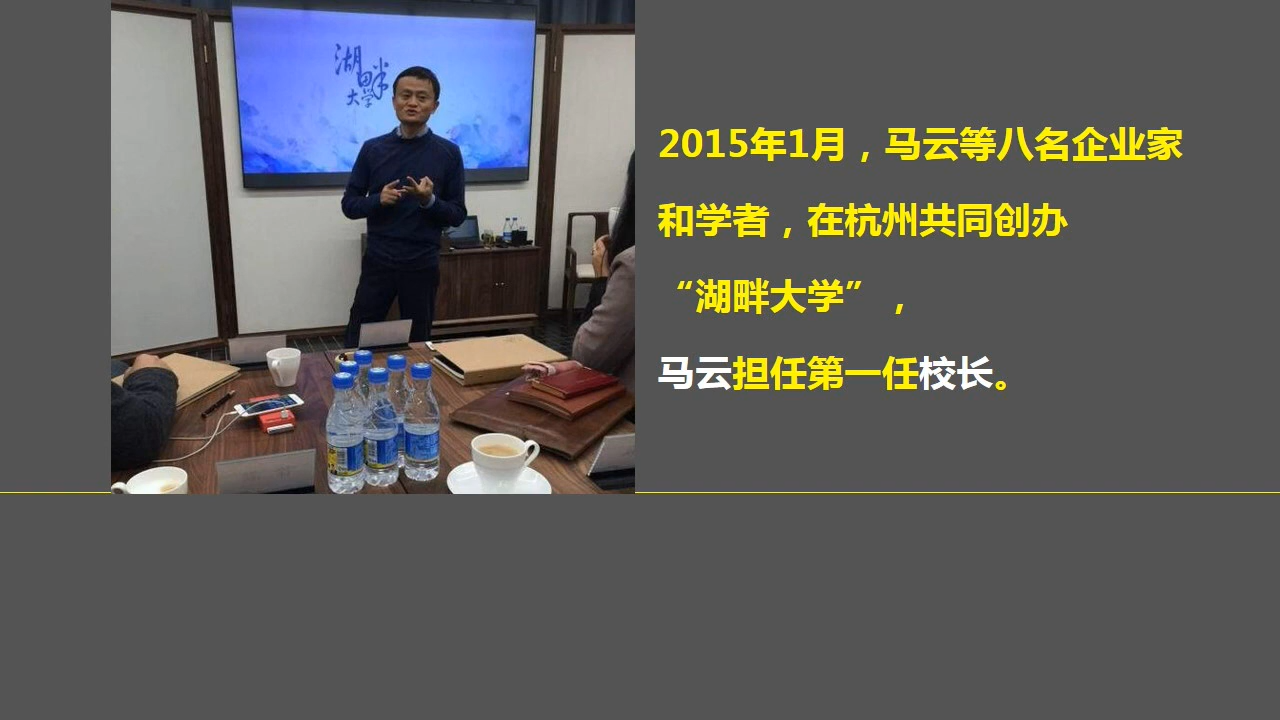 湖畔
大学
2015年1月，马云等八名企业家
和学者，在杭州共同创办
“湖畔大学”，
马云担任第一任校长。